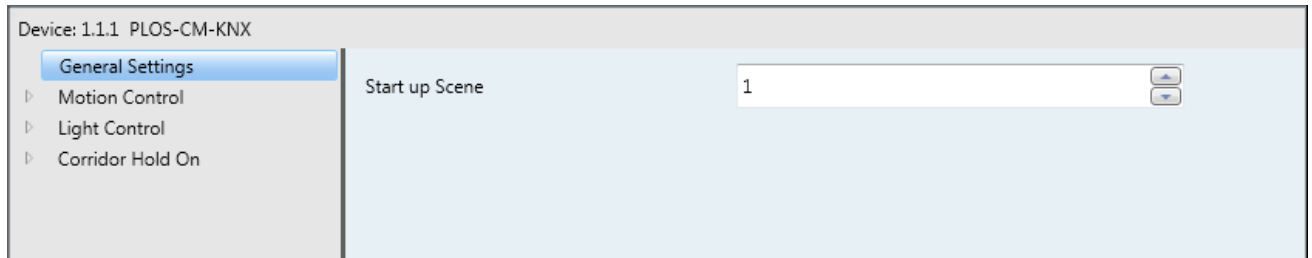 Device: 1.1.1 PLOS-CM-KNX
General Settings
Motion Control
Light Control
Corridor Hold On
Start up Scene
1